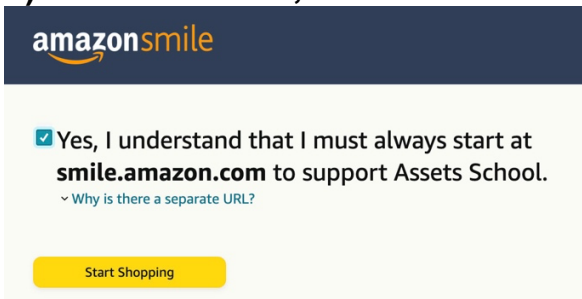 amazonsmile
Yes, I understand that I must always start at
smile.amazon.com to support Assets School.
Why is there a separate URL?
Start Shopping